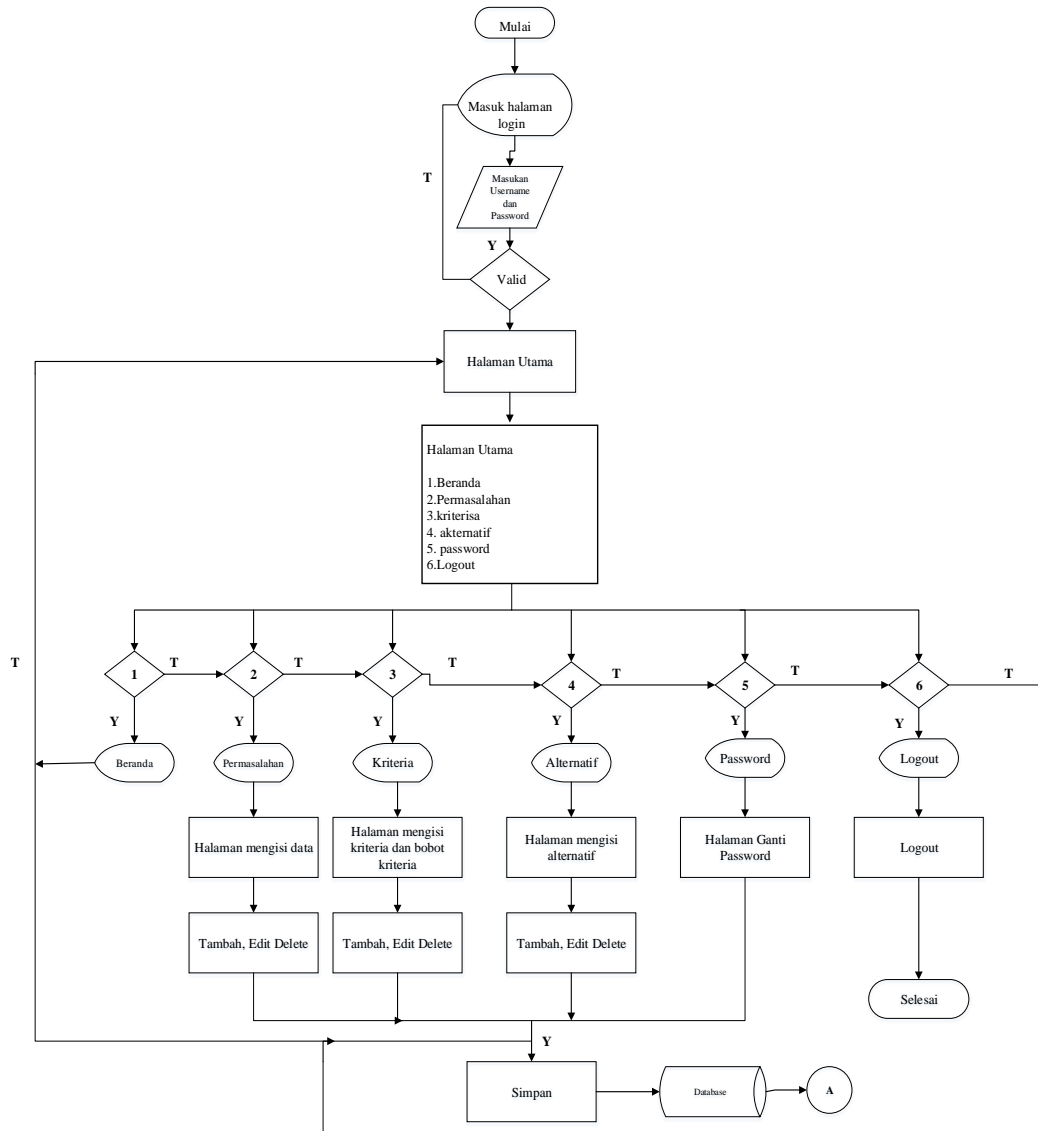 Mulai
Masuk halaman
login
T
Masukan
Username
dan
Password
Y
Valid
Halaman Utama
Halaman Utama
1.Beranda
2.Permasalahan
3.kriterisa
4. akternatif
5. password
6.Logout
T
1
T
2
T
3
T
4
T
5
T
6
T
Y
Y
Y
Y
Y
Y
Beranda
Permasalahan
Kriteria
Alternatif
Password
Logout
Halaman mengisi data
Halaman mengisi
kriteria dan bobot
kriteria
Halaman mengisi
alternatif
Halaman Ganti
Password
Logout
Tambah, Edit Delete
Tambah, Edit Delete
Tambah, Edit Delete
Selesai
Y
Simpan
Database
A